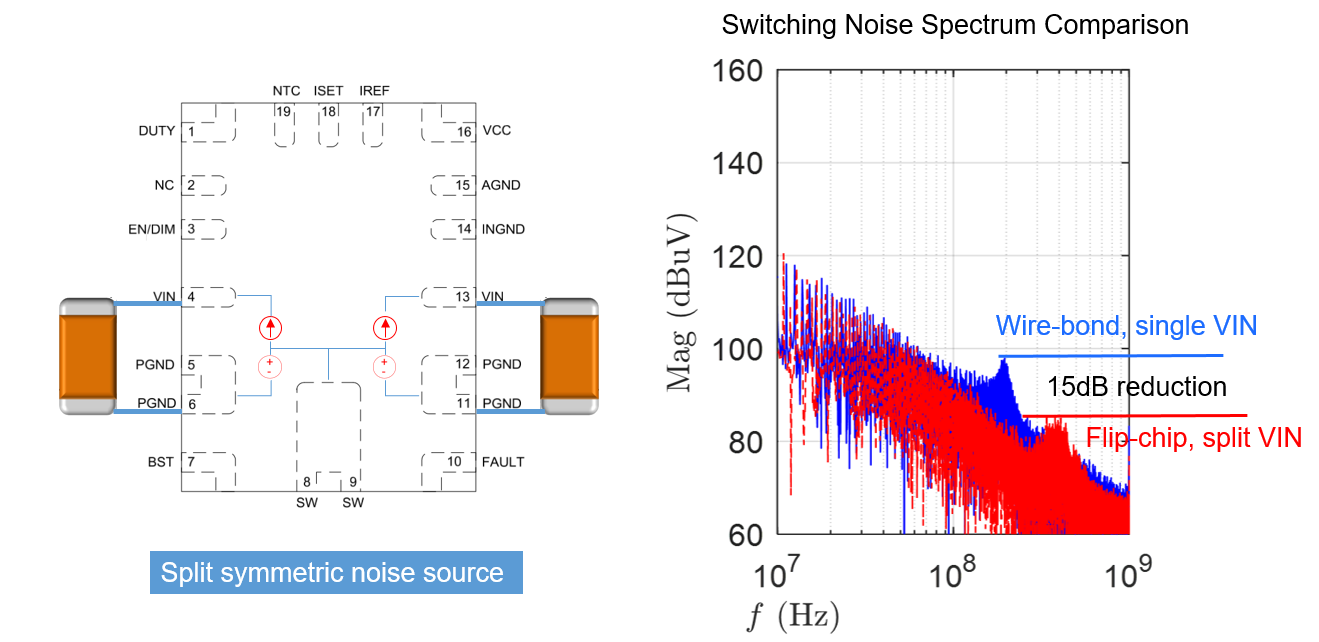 Switching Noise Spectrum Comparison
NTC ISET IREF
19 18 17
DUTY 1 16 VCC
NC 2 15 AGND
EN/DIM 3 14 INGND
VIN 4 13 VIN
+ -
+ -
PGND 5 12 PGND
PGND 6 11 PGND
BST 7 10 FAULT
8 9
SW SW
Split symmetric noise source
Mag (dBuV)
160
140
120
100
80
60
10^7 10^8 10^9
f (Hz)
Wire-bond, single VIN
15dB reduction
Flip-chip, split VIN